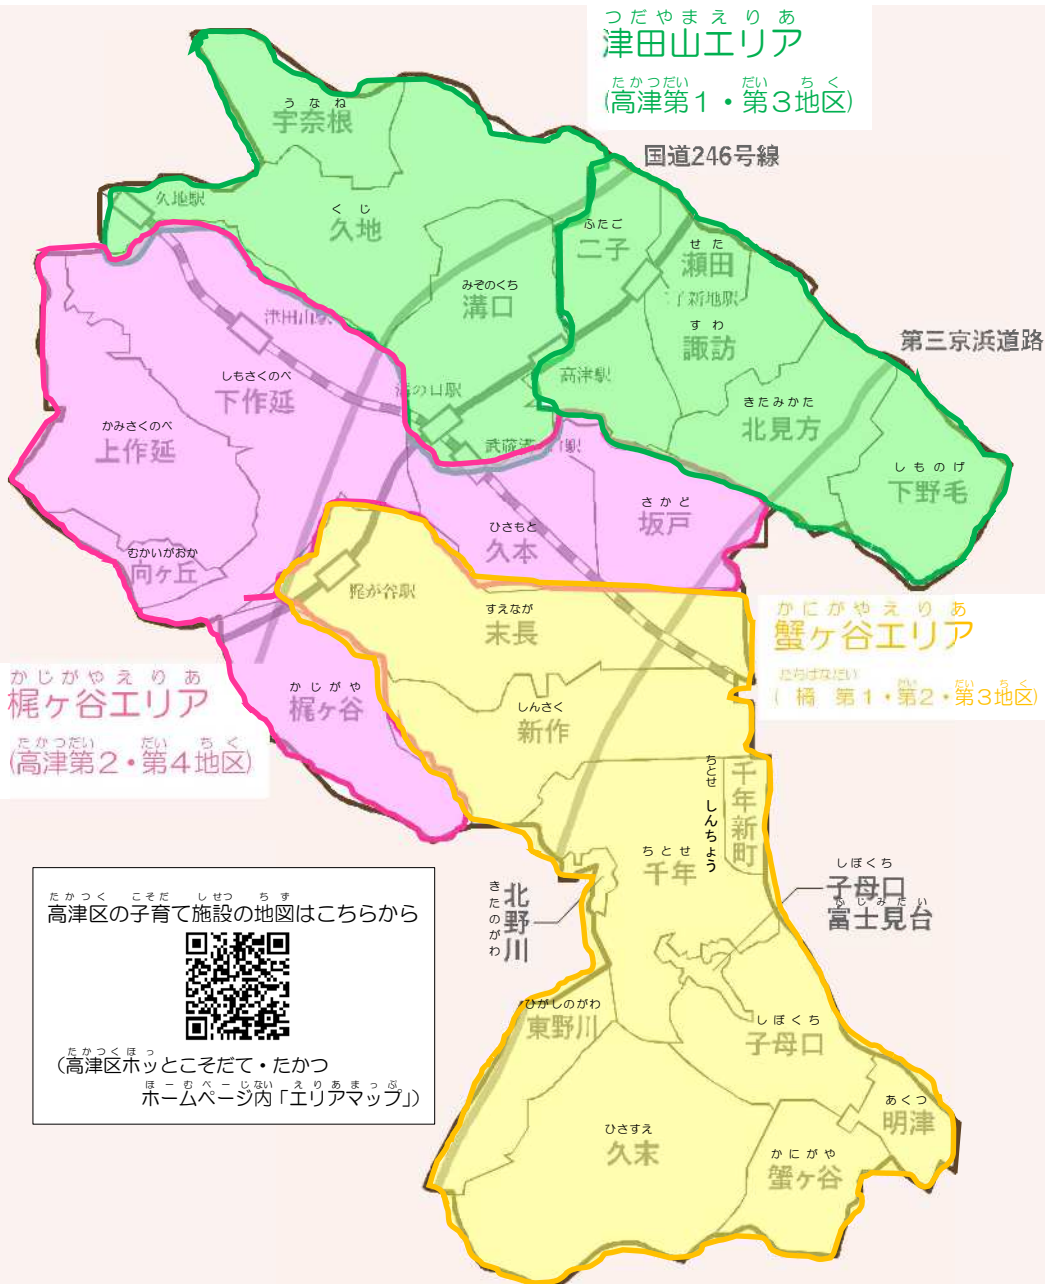 つだやまえりあ
津田山エリア
たかつだい だい ちく
(高津第1・第3地区)
国道246号線
うなね
宇奈根
久地駅
くじ
久地
ふたご
二子
せた
瀬田
みぞのくち
溝口
二子新地駅
すわ
諏訪
津田山駅
第三京浜道路
高津駅
しもさくのべ
下作延
溝の口駅
きたみかた
北見方
かみさくのべ
上作延
武蔵溝ノ口駅
しものげ
下野毛
さかど
坂戸
ひさもと
久本
むかいがおか
向ヶ丘
梶が谷駅
すえなが
末長
かにがやえりあ
蟹ヶ谷エリア
たちばなだい だい だい ちく
(橘 第1・第2・第3地区)
かじがやえりあ
梶ヶ谷エリア
たかつだい だい ちく
(高津第2・第4地区)
かじがや
梶ヶ谷
しんさく
新作
ちとせ しんちょう
千年新町
ちとせ
千年
しぼくち
子母口
ふじみだい
富士見台
きたのがわ
北野川
たかつく こそだ しせつ ちず
高津区の子育て施設の地図はこちらから
たかつくほっ
(高津区ホッとこそだて・たかつ
ほーむぺーじない えりあまっぷ
ホームページ内「エリアマップ」)
ひがしのがわ
東野川
しぼくち
子母口
あくつ
明津
ひさすえ
久末
かにがや
蟹ヶ谷